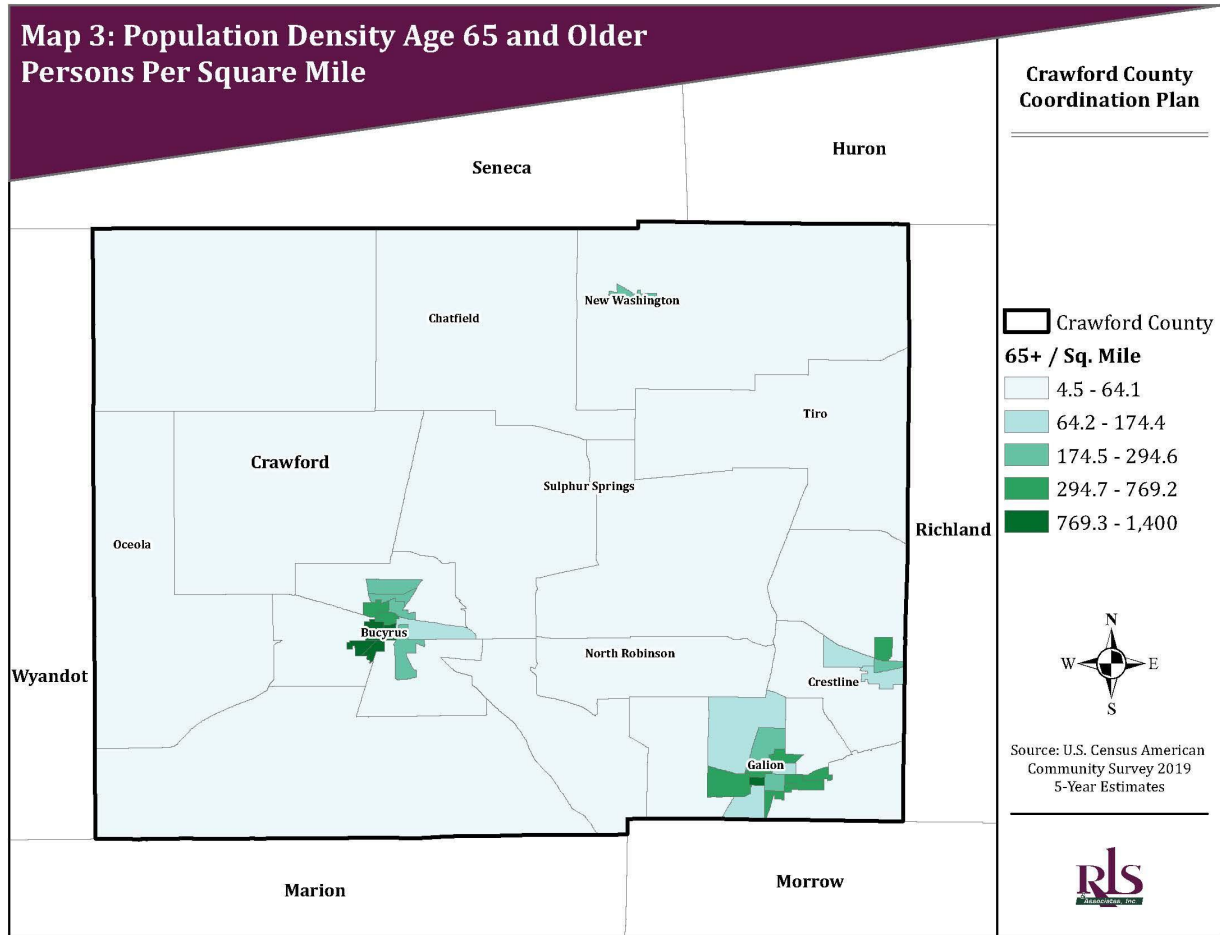 Map 3: Population Density Age 65 and Older
Persons Per Square Mile
Crawford County
Coordination Plan
Huron
Seneca
New Washington
Chatfield
Crawford County
65+ / Sq. Mile
4.5 - 64.1
64.2 - 174.4
174.5 - 294.6
294.7 - 769.2
769.3 - 1,400
Tiro
Crawford
Sulphur Springs
Oceola
Richland
Bucyrus
North Robinson
Wyandot
Crestline
N
W
E
S
Galion
Source: U.S. Census American
Community Survey 2019
5-Year Estimates
Marion
Morrow
RLS
& Associates, Inc.